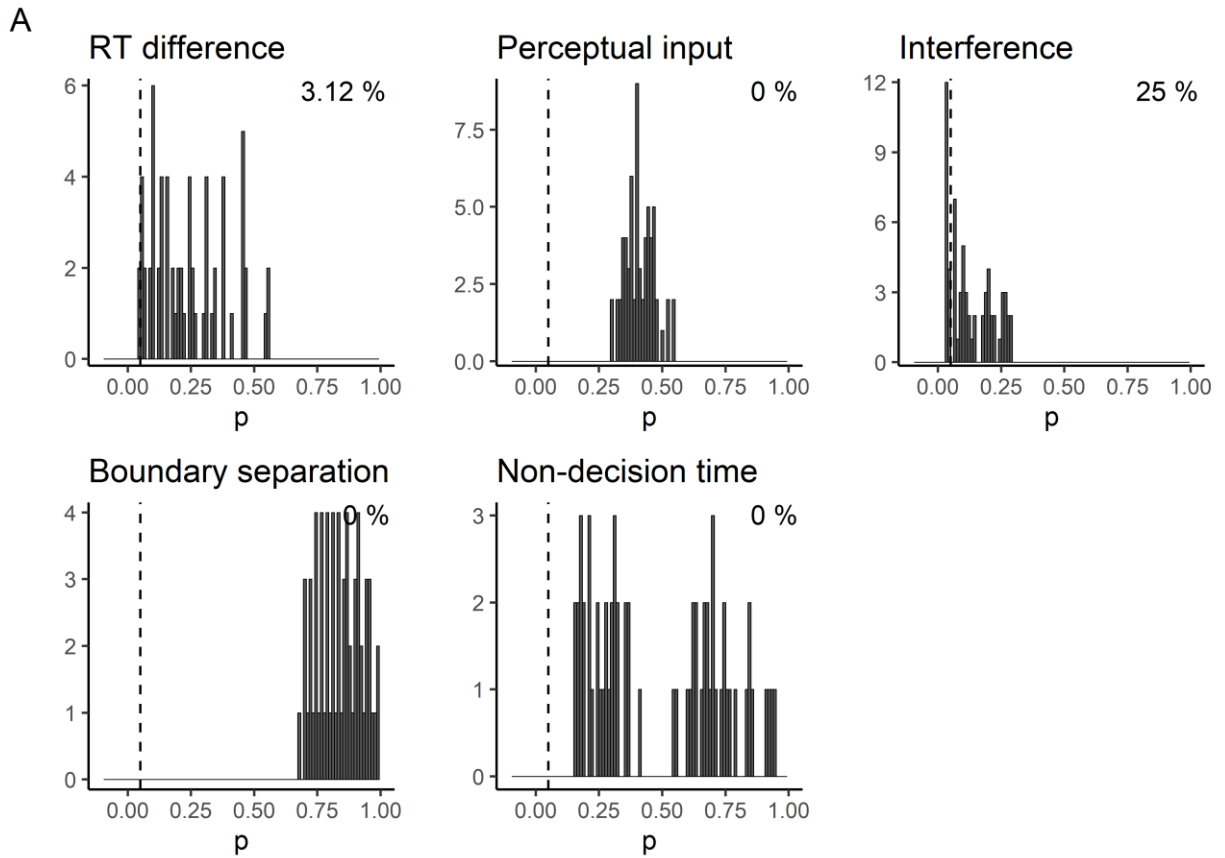 A
RT difference
Perceptual input
Interference
6
4
2
0
3.12 %
0.00 0.25 0.50 0.75 1.00
p
7.5
5.0
2.5
0.0
0 %
0.00 0.25 0.50 0.75 1.00
p
12
9
6
3
0
25 %
0.00 0.25 0.50 0.75 1.00
p
Boundary separation
Non-decision time
4
3
2
1
0
0 %
0.00 0.25 0.50 0.75 1.00
p
3
2
1
0
0 %
0.00 0.25 0.50 0.75 1.00
p